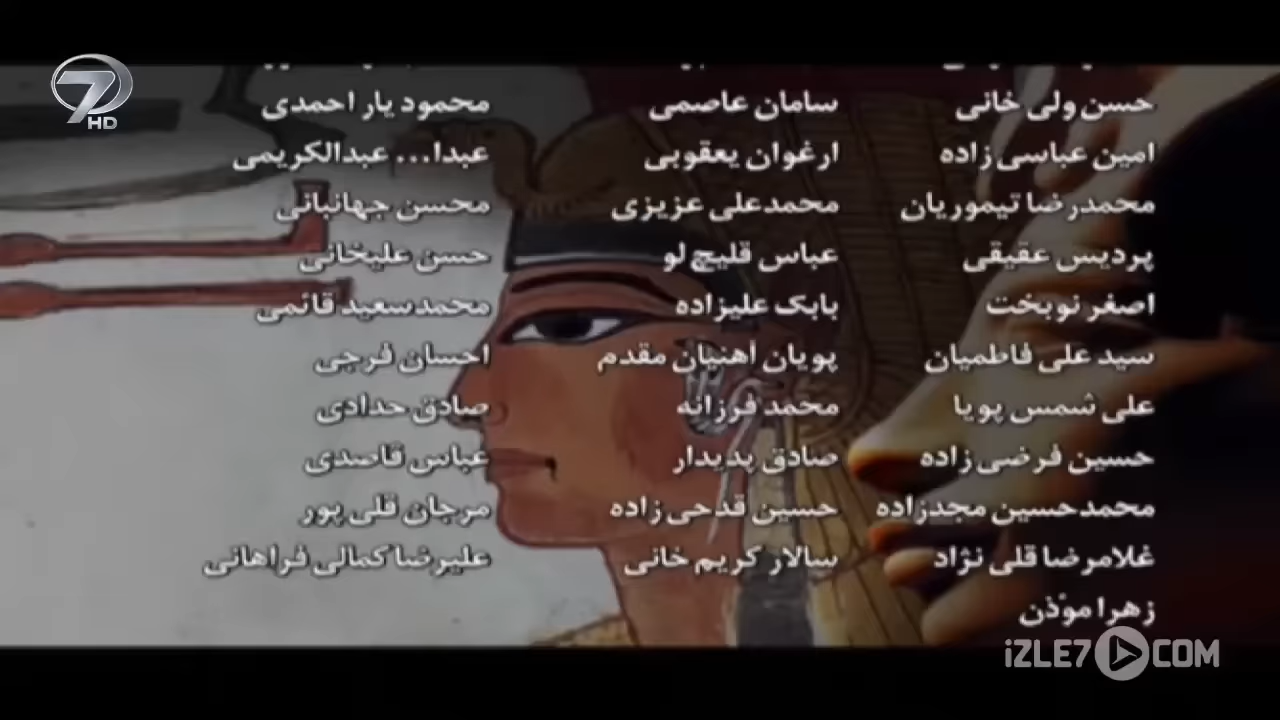 7
HD
حسن ولی خانی سامان عاصمی محمود یار احمدی
امین عباسی زاده ارغوان یعقوبی عبدا... عبدالکریمی
محمدرضا تیموریان محمدعلی عزیزی محسن جهانبانی
پردیس عقیقی عباس قلیچ لو حسن علیخانی
اصغر نوبخت بابک علیزاده محمدسعید قائمی
سید علی فاطمیان پویان آهنیان مقدم احسان فرجی
علی شمس پویا محمد فرزانه صادق حدادی
حسین فرضی زاده صادق پدیدار عباس قاصدی
محمدحسین مجدزاده حسین قدحی زاده مرجان قلی پور
غلامرضا قلی نژاد سالار کریم خانی علیرضا کمالی فراهانی
زهرا مؤذن
iZLE7 COM